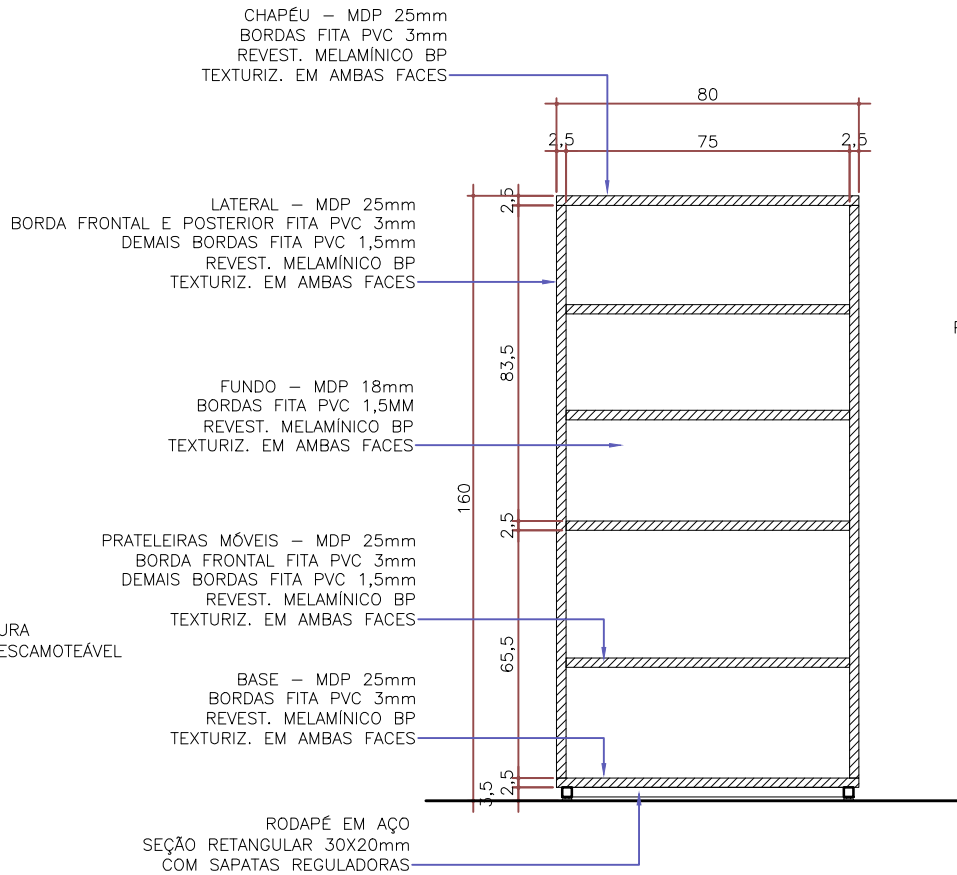 CHAPÉU – MDP 25mm
BORDAS FITA PVC 3mm
REVEST. MELAMÍNICO BP
TEXTURIZ. EM AMBAS FACES
80
2,5
75
2,5
LATERAL – MDP 25mm
BORDA FRONTAL E POSTERIOR FITA PVC 3mm
DEMAIS BORDAS FITA PVC 1,5mm
REVEST. MELAMÍNICO BP
TEXTURIZ. EM AMBAS FACES
2,5
83,5
FUNDO – MDP 18mm
BORDAS FITA PVC 1,5MM
REVEST. MELAMÍNICO BP
TEXTURIZ. EM AMBAS FACES
160
2,5
PRATELEIRAS MÓVEIS – MDP 25mm
BORDA FRONTAL FITA PVC 3mm
DEMAIS BORDAS FITA PVC 1,5mm
REVEST. MELAMÍNICO BP
TEXTURIZ. EM AMBAS FACES
URA
ESCAMOTEÁVEL
65,5
BASE – MDP 25mm
BORDAS FITA PVC 3mm
REVEST. MELAMÍNICO BP
TEXTURIZ. EM AMBAS FACES
2,5
3,5
RODAPÉ EM AÇO
SEÇÃO RETANGULAR 30X20mm
COM SAPATAS REGULADORAS